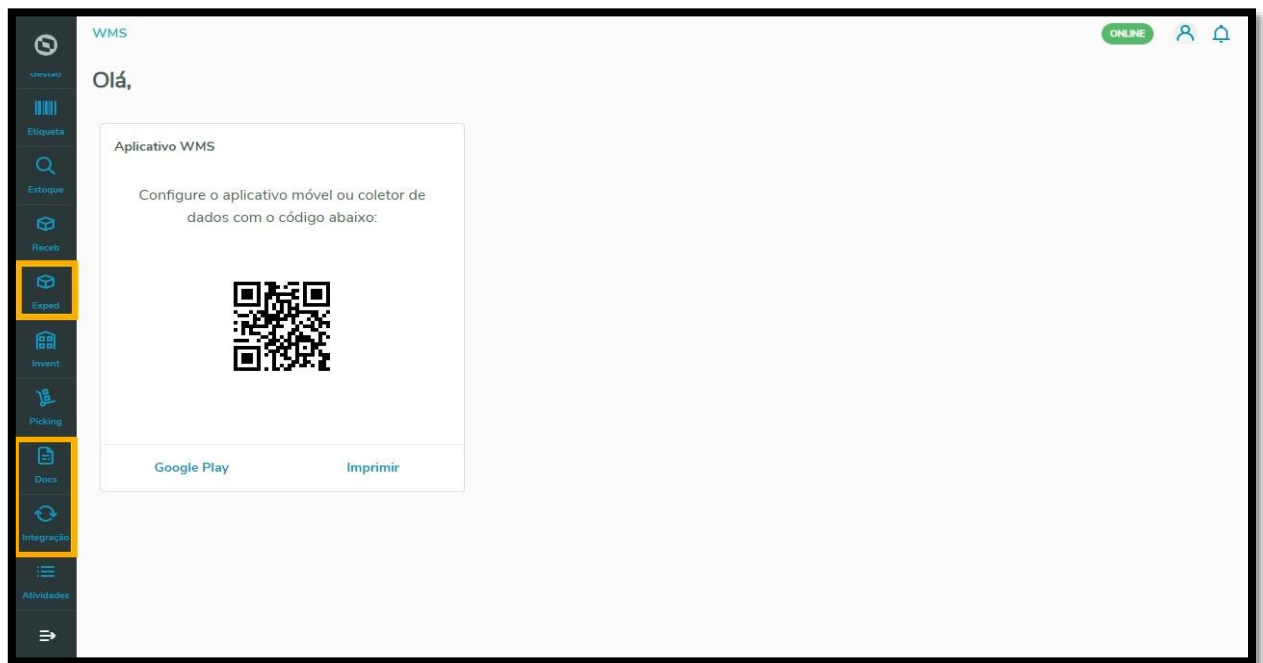 WMS
ONLINE
Olá,
Gestão
Etiqueta
Estoque
Receb
Exped
Invent
Picking
Docs
Integração
Atividades
Aplicativo WMS
Configure o aplicativo móvel ou coletor de
dados com o código abaixo:
Google Play
Imprimir